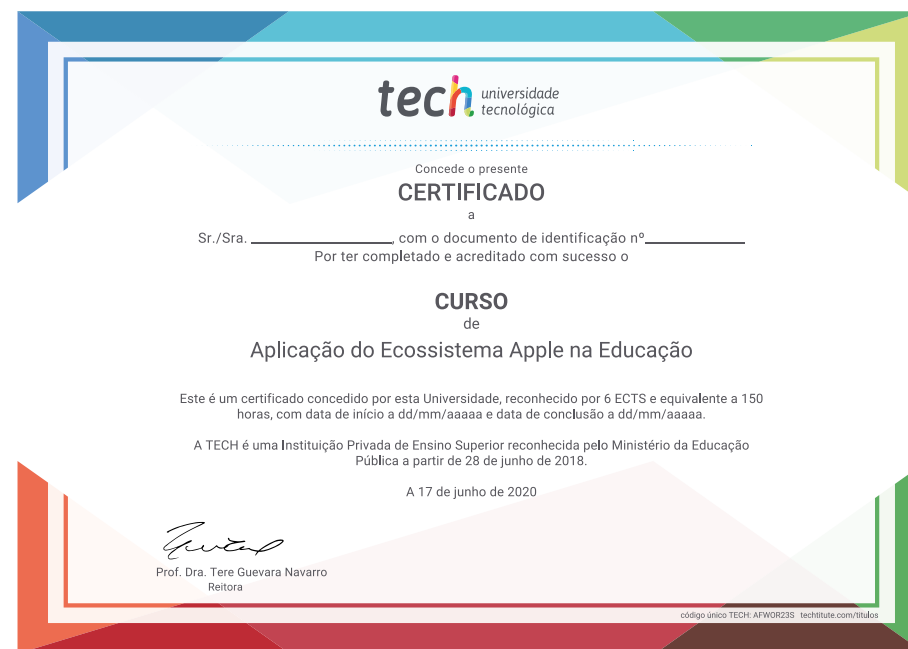 tech universidade
tecnológica
Concede o presente
CERTIFICADO
a
Sr./Sra. ____________________, com o documento de identificação nº______________
Por ter completado e acreditado com sucesso o
CURSO
de
Aplicação do Ecossistema Apple na Educação
Este é um certificado concedido por esta Universidade, reconhecido por 6 ECTS e equivalente a 150
horas, com data de início a dd/mm/aaaaa e data de conclusão a dd/mm/aaaaa.
A TECH é uma Instituição Privada de Ensino Superior reconhecida pelo Ministério da Educação
Pública a partir de 28 de junho de 2018.
A 17 de junho de 2020
Prof. Dra. Tere Guevara Navarro
Reitora
código único TECH: AFWOR23S techtitute.com/titulos